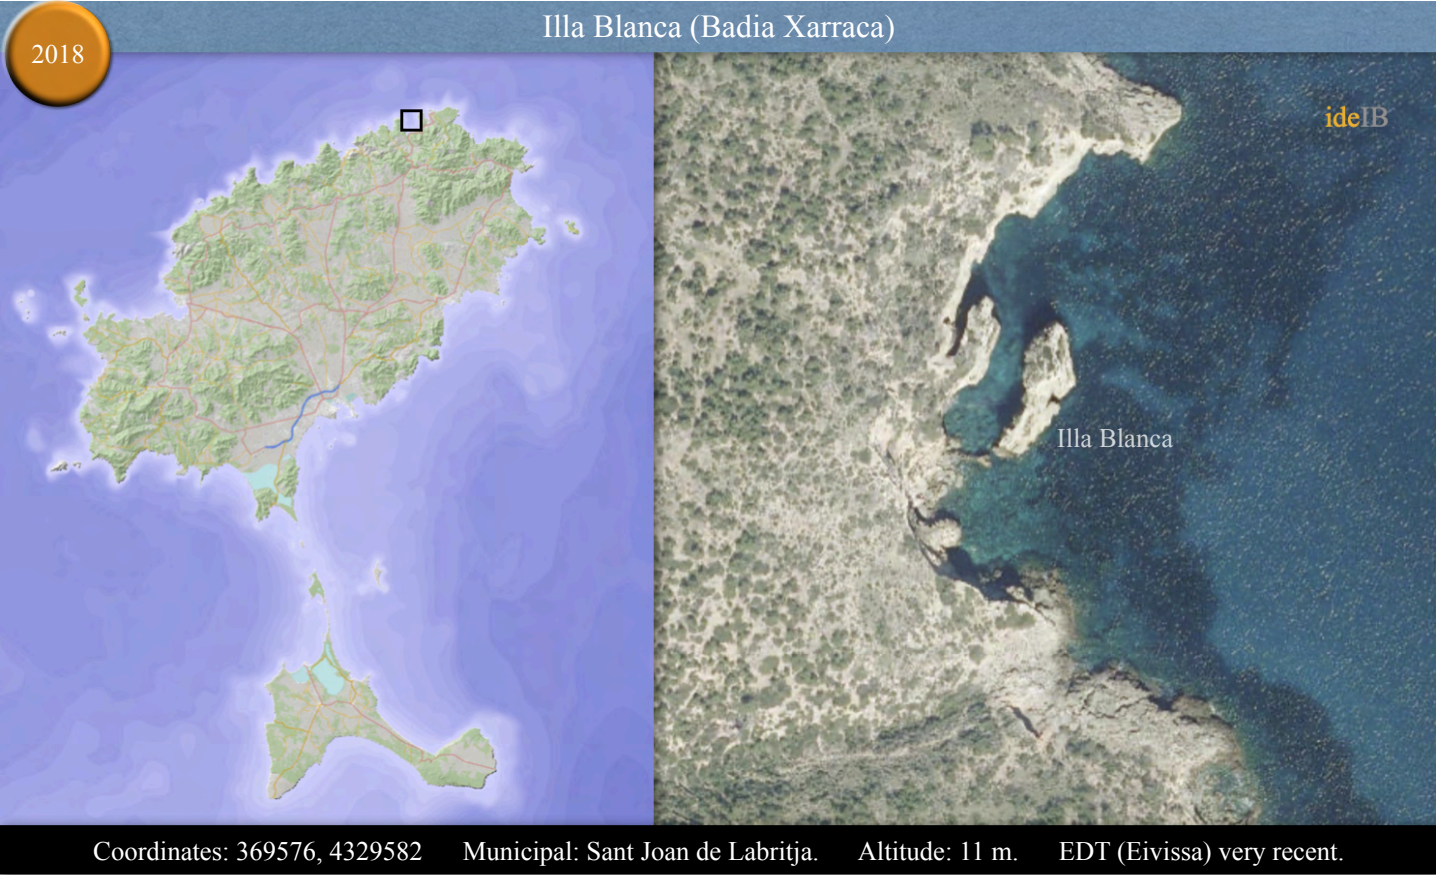 Illa Blanca (Badia Xarraca)
2018
ideIB
Illa Blanca
Coordinates: 369576, 4329582 Municipal: Sant Joan de Labritja. Altitude: 11 m. EDT (Eivissa) very recent.